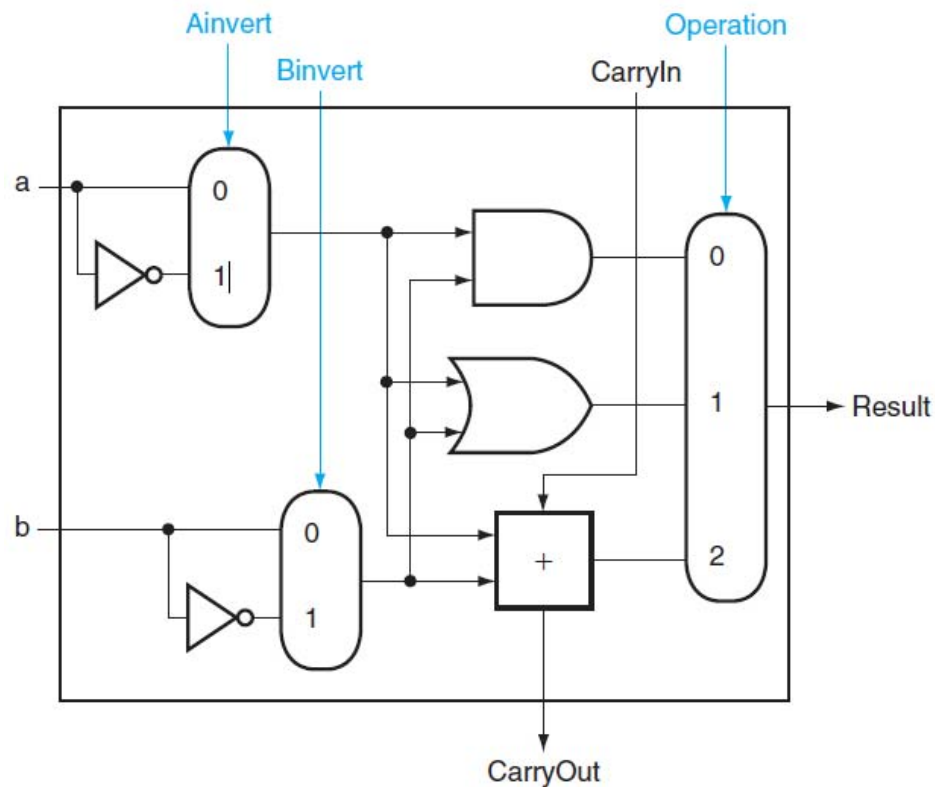 Ainvert
Operation
Binvert
CarryIn
a
0
1|
0
1
Result
b
0
1
+
2
CarryOut